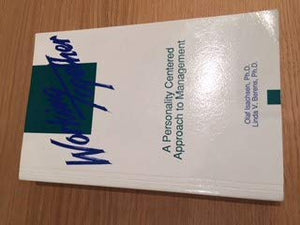 Working
Together
A Personality Centered
Approach to Management
Olaf Isachsen, Ph.D.
Linda V. Berens, Ph.D.